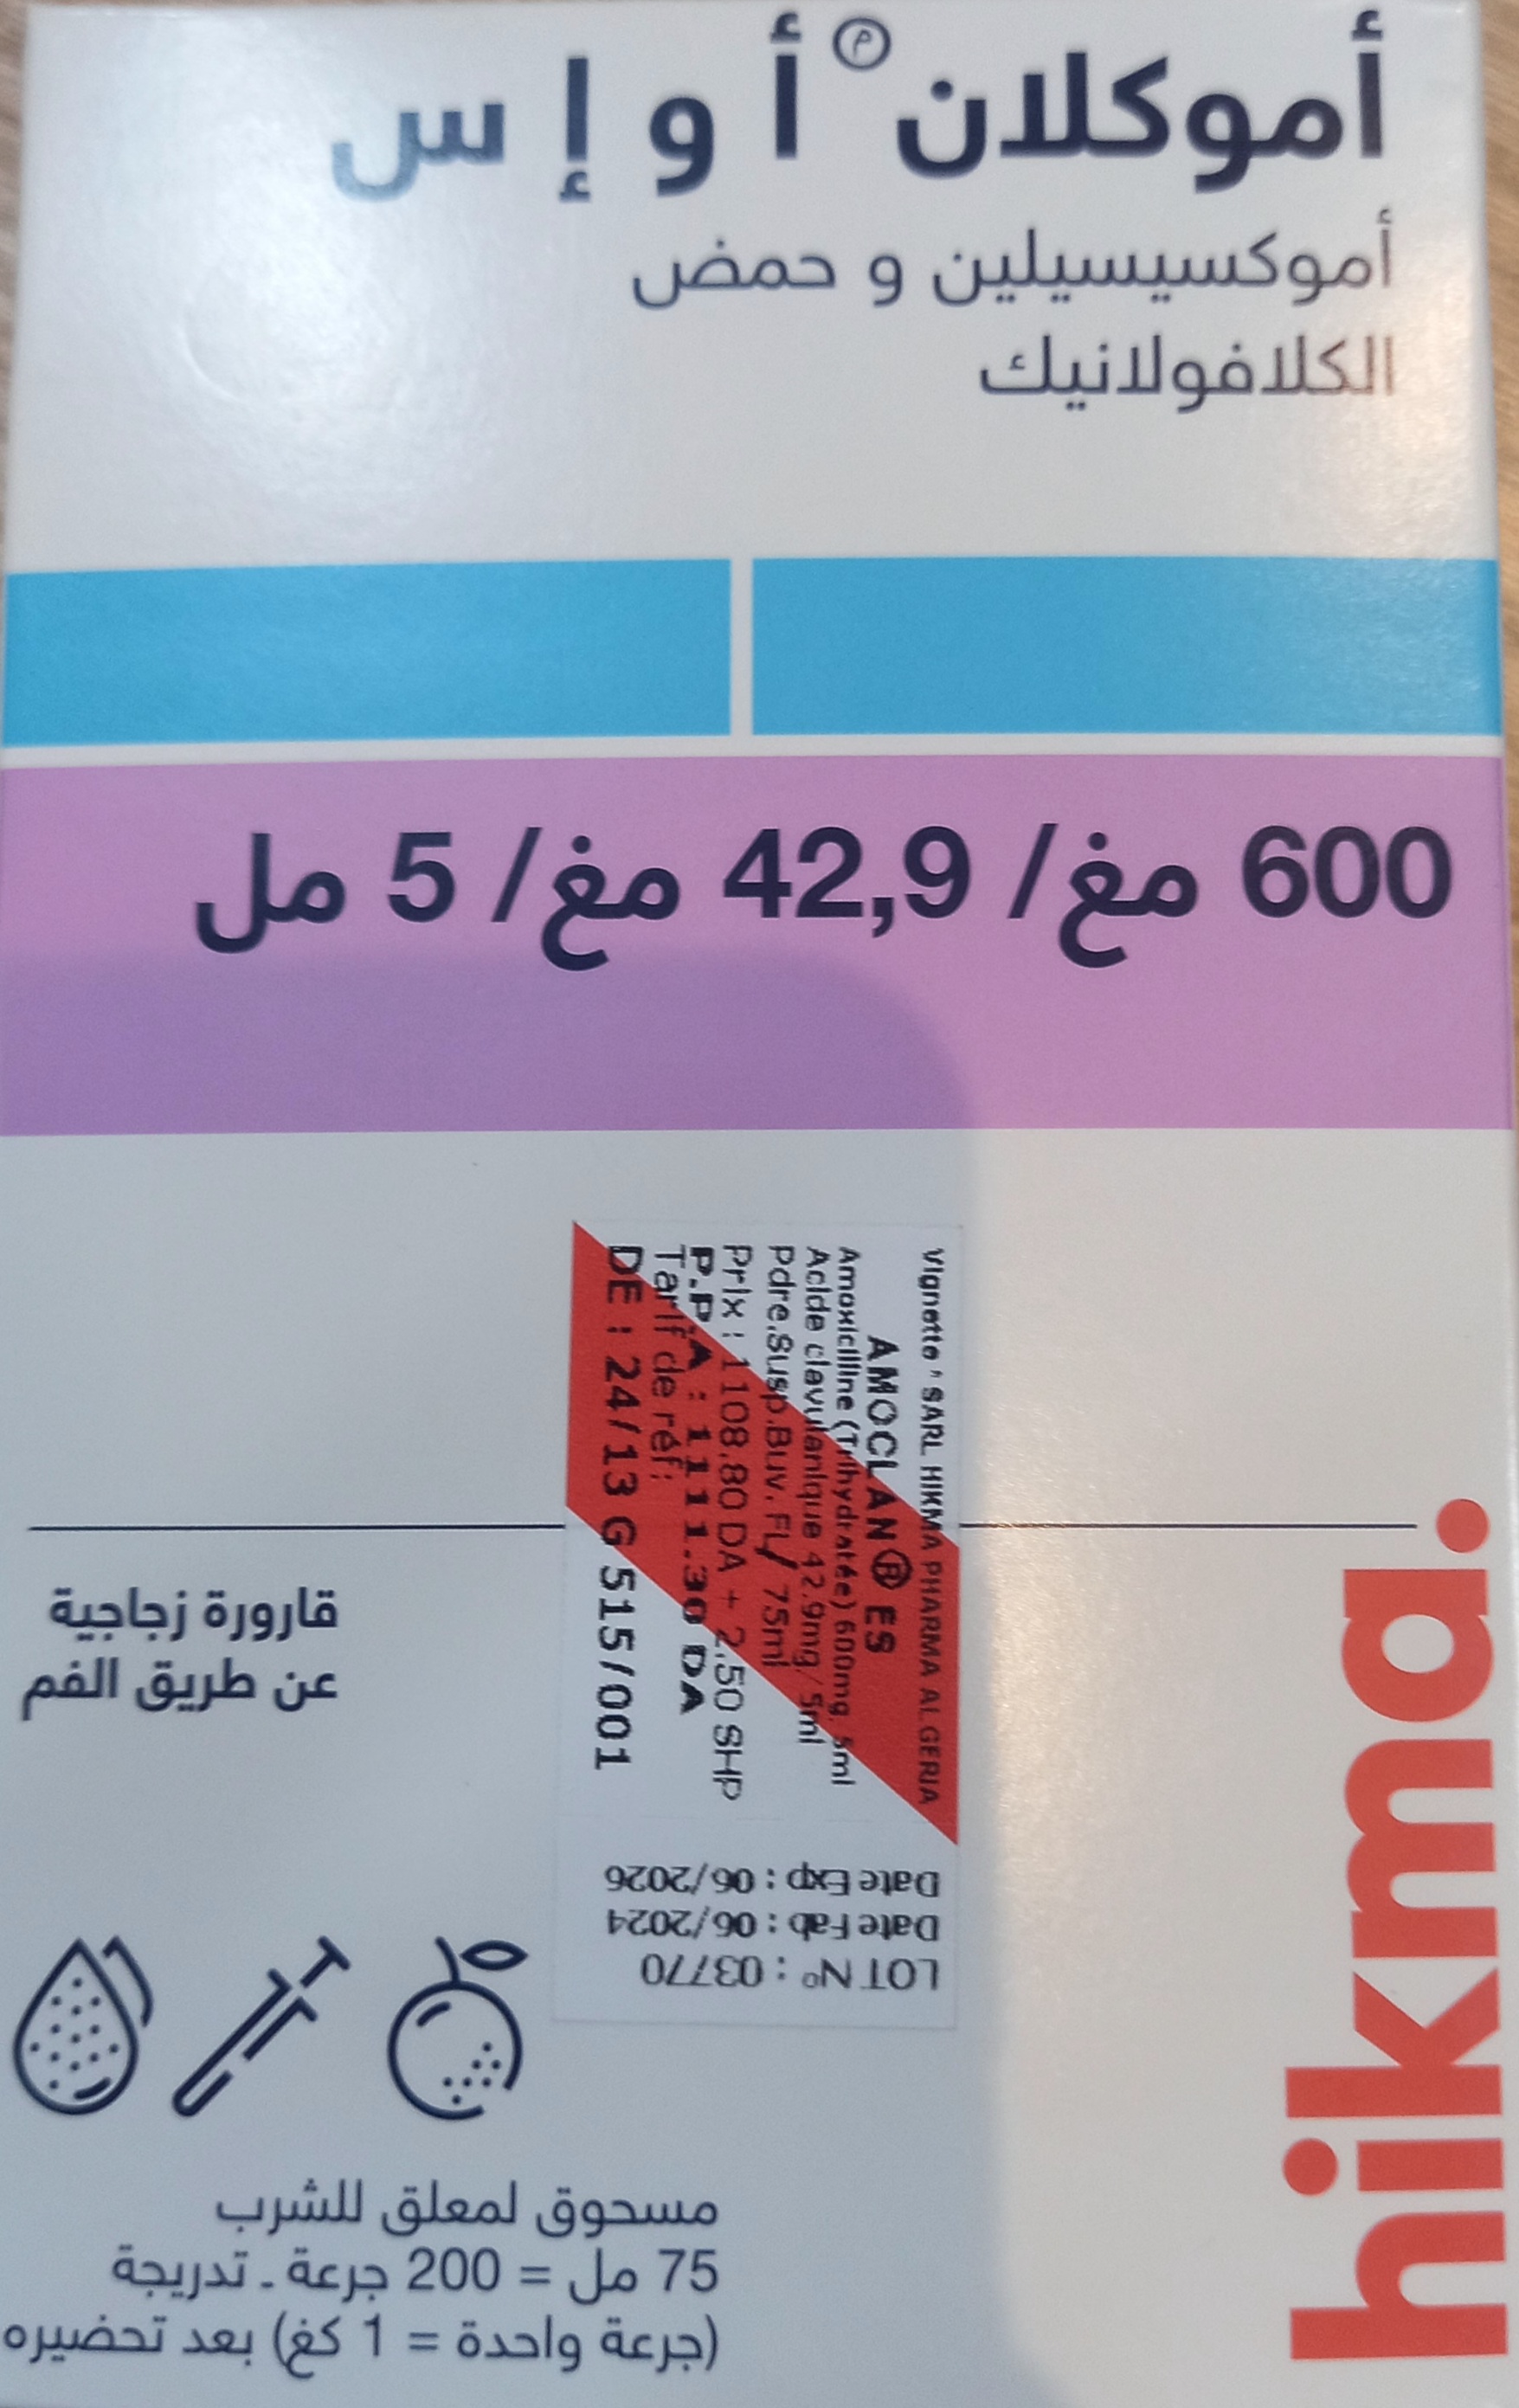 أموكلان م أ و إ س
أموكسيسيلين و حمض
الكلافولانيك
600 مغ/ 42,9 مغ/ 5 مل
Vignette * SARL HIKMA PHARMA ALGERIA
AMOCLAN® ES
Amoxicilline (Trihydratée) 600mg/5ml
Acide clavulanique 42.9mg/5ml
Pdre.Susp.Buv. FL/ 75ml
Prix : 1108.80 DA + 2.50 SHP
P.P.A : 1111.30 DA
Tarif de réf:
DE : 24/13 G 515/001
LOT N° : 03770
Date Fab : 06/2024
Date Exp : 06/2026
قارورة زجاجية
عن طريق الفم
مسحوق لمعلق للشرب
75 مل = 200 جرعة - تدريجة
(جرعة واحدة = 1 كغ) بعد تحضيره
hikma.